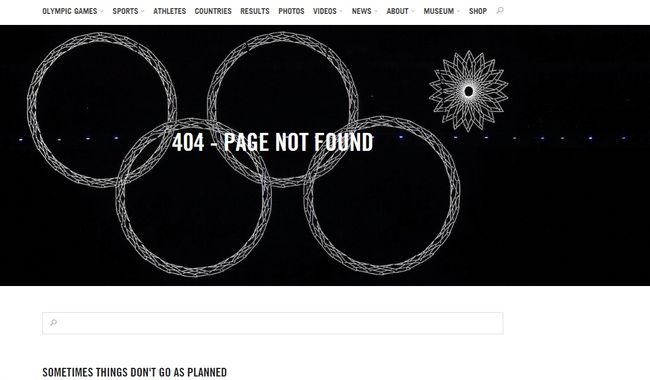 OLYMPIC GAMES SPORTS ATHLETES COUNTRIES RESULTS PHOTOS VIDEOS NEWS ABOUT MUSEUM SHOP
404 - PAGE NOT FOUND
SOMETIMES THINGS DON'T GO AS PLANNED